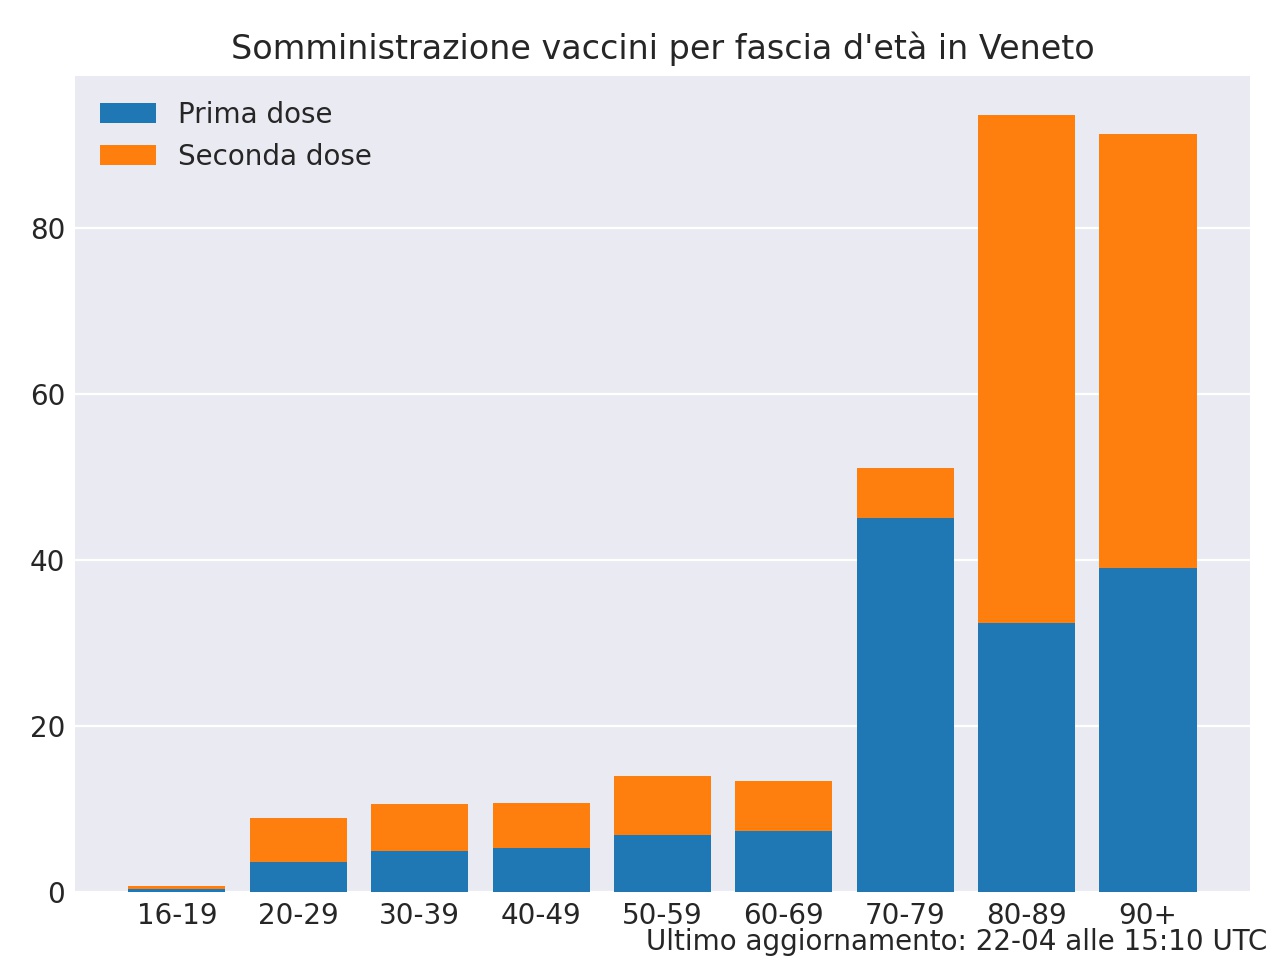 Somministrazione vaccini per fascia d'età in Veneto
Prima dose
Seconda dose
80
60
40
20
0
16-19 20-29 30-39 40-49 50-59 60-69 70-79 80-89 90+
Ultimo aggiornamento: 22-04 alle 15:10 UTC